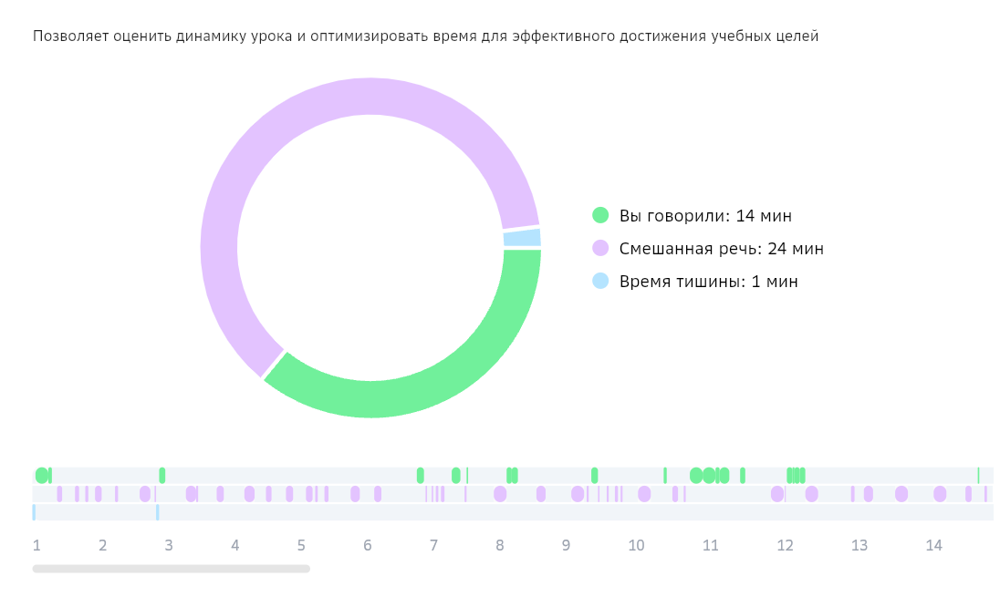 Позволяет оценить динамику урока и оптимизировать время для эффективного достижения учебных целей
Вы говорили: 14 мин
Смешанная речь: 24 мин
Время тишины: 1 мин
1 2 3 4 5 6 7 8 9 10 11 12 13 14